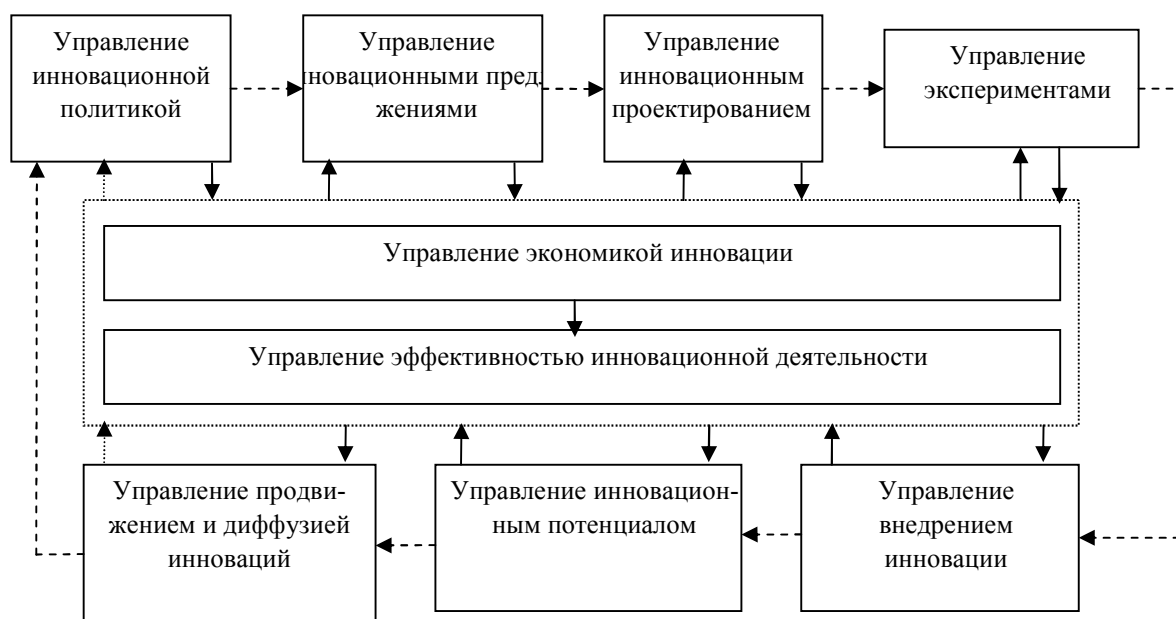 Управление
инновационной
политикой
Управление
новационными пред
жениями
Управление
инновационным
проектированием
Управление
экспериментами
Управление экономикой инновации
Управление эффективностью инновационной деятельности
Управление продви-
жением и диффузией
инноваций
Управление инновацион-
ным потенциалом
Управление
внедрением
инновации